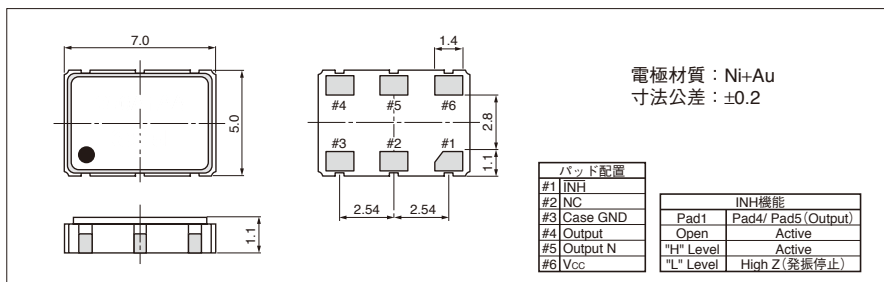 7.0
5.0
1.1
1.4
#4 #5 #6
#3 #2 #1
2.8
1.1
2.54 2.54
電極材質:Ni+Au
寸法公差:±0.2
パッド配置
#1 INH
#2 NC
#3 Case GND
#4 Output
#5 Output N
#6 Vcc
INH機能
Pad1 Pad4/ Pad5(Output)
Open Active
"H" Level Active
"L" Level High Z(発振停止)